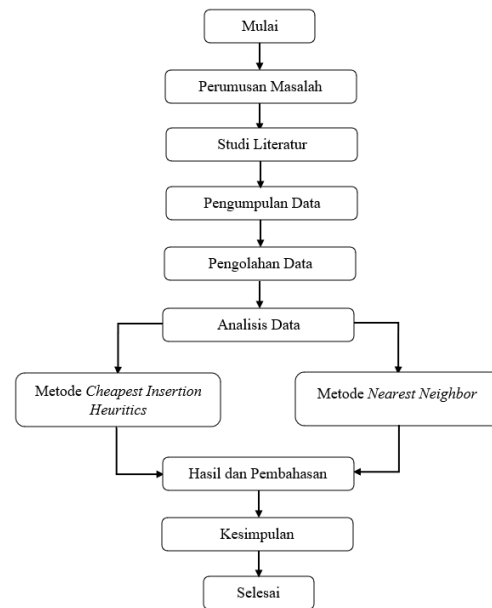 Mulai
Perumusan Masalah
Studi Literatur
Pengumpulan Data
Pengolahan Data
Analisis Data
Metode Cheapest Insertion
Heuritics
Metode Nearest Neighbor
Hasil dan Pembahasan
Kesimpulan
Selesai